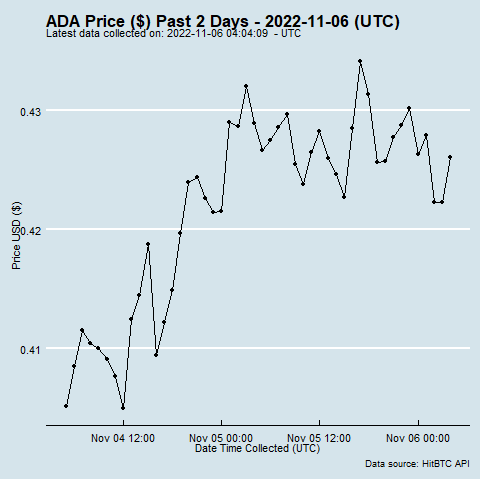 ADA Price ($) Past 2 Days - 2022-11-06 (UTC)
Latest data collected on: 2022-11-06 04:04:09 - UTC
0.43
0.42
0.41
Price USD ($)
Nov 04 12:00 Nov 05 00:00 Nov 05 12:00 Nov 06 00:00
Date Time Collected (UTC)
Data source: HitBTC API